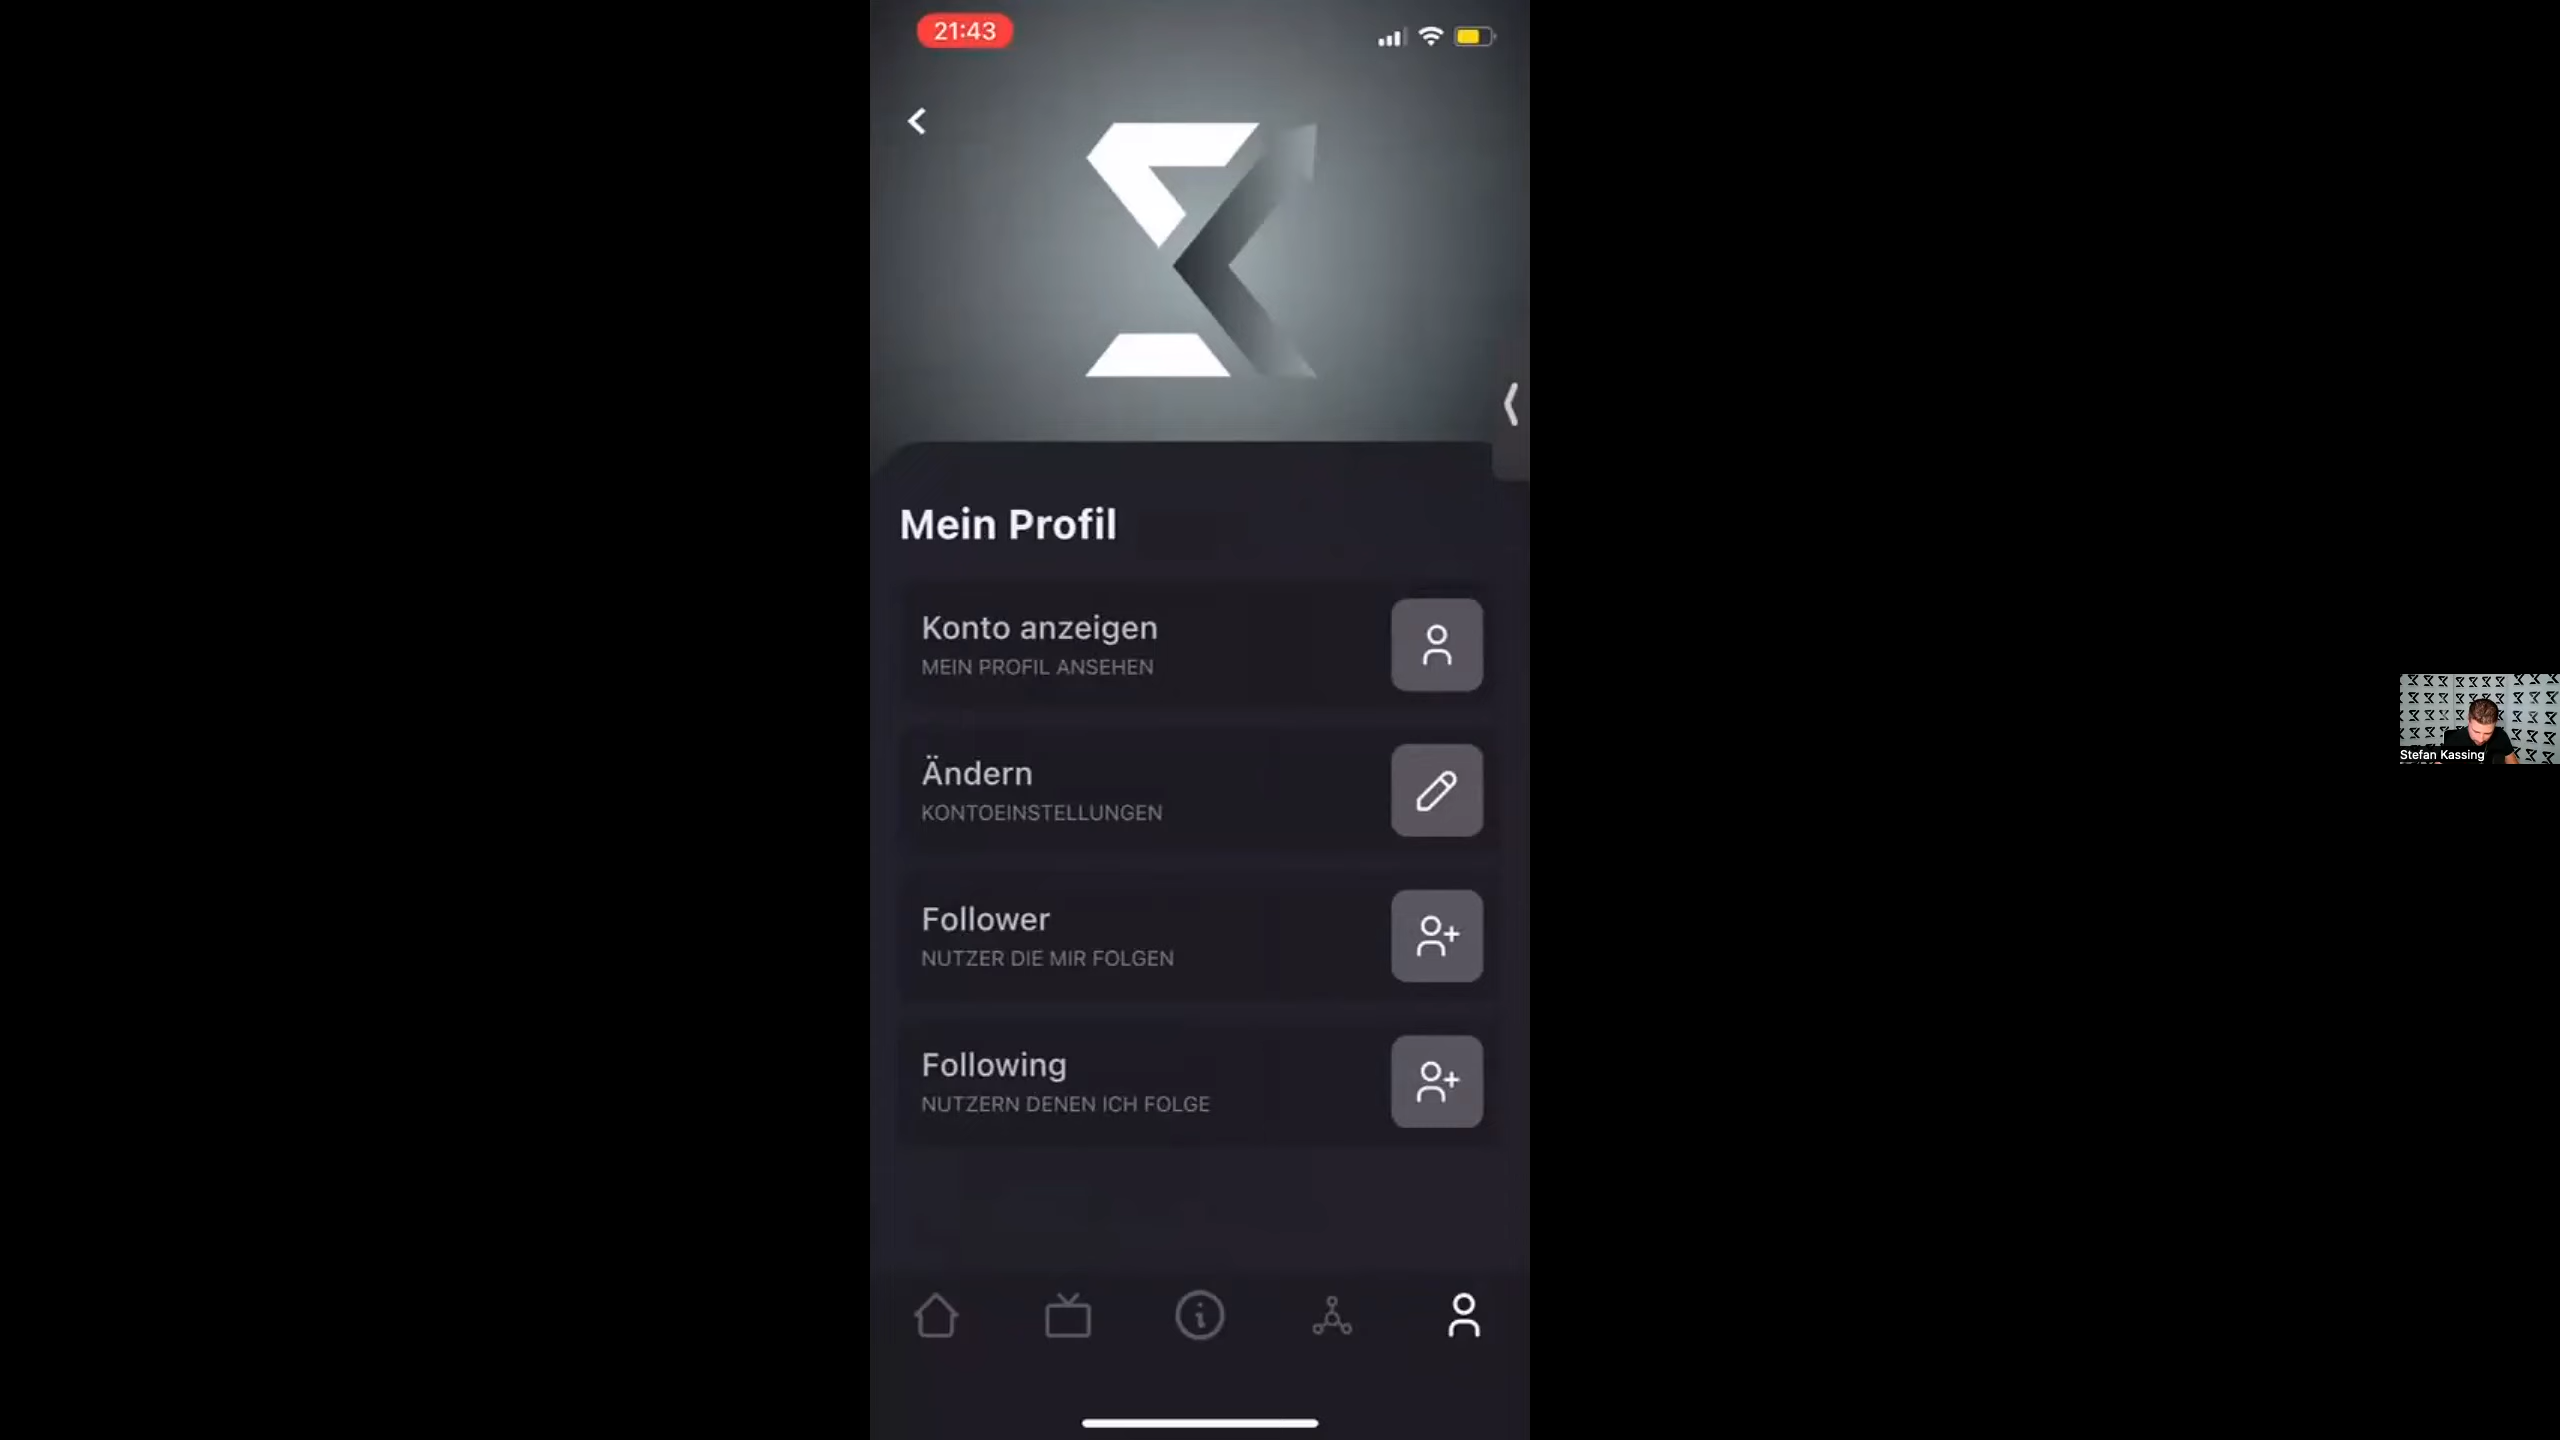 21:43
Mein Profil
Konto anzeigen
MEIN PROFIL ANSEHEN
Ändern
KONTOEINSTELLUNGEN
Follower
NUTZER DIE MIR FOLGEN
Following
NUTZERN DENEN ICH FOLGE
Stefan Kassing